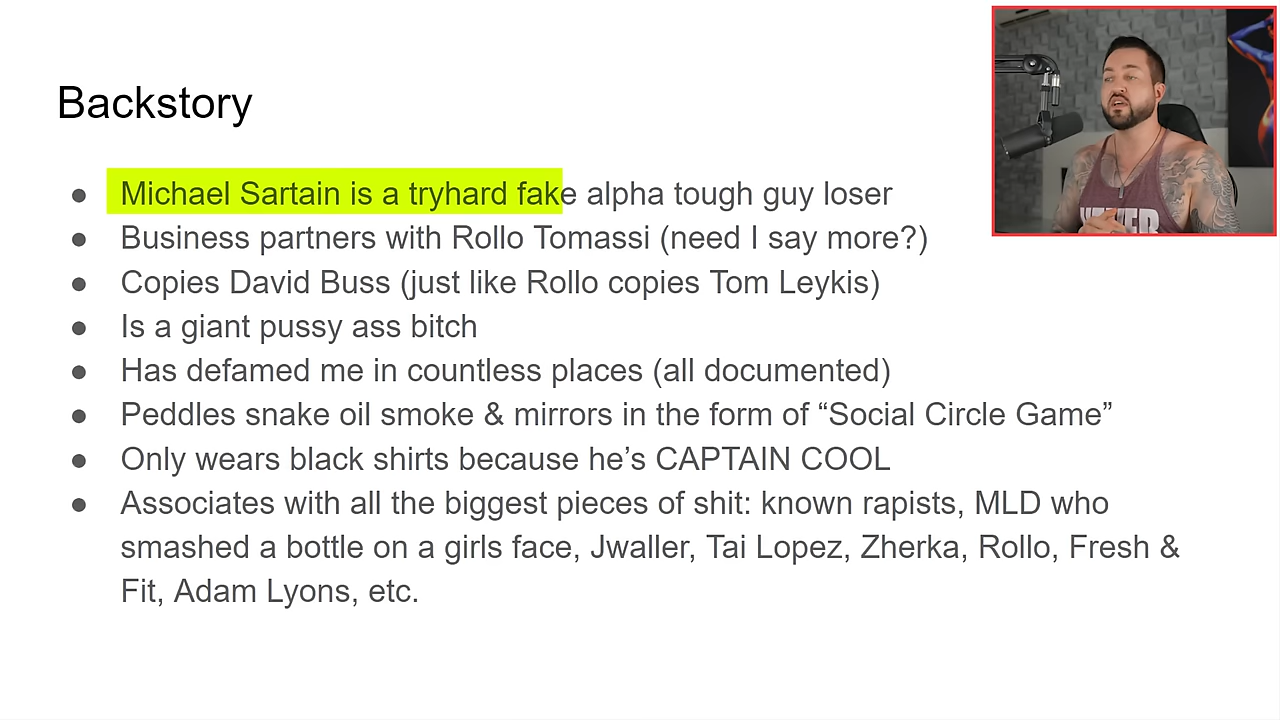 Backstory
● Michael Sartain is a tryhard fake alpha tough guy loser
● Business partners with Rollo Tomassi (need I say more?)
● Copies David Buss (just like Rollo copies Tom Leykis)
● Is a giant pussy ass bitch
● Has defamed me in countless places (all documented)
● Peddles snake oil smoke & mirrors in the form of “Social Circle Game”
● Only wears black shirts because he’s CAPTAIN COOL
● Associates with all the biggest pieces of shit: known rapists, MLD who
smashed a bottle on a girls face, Jwaller, Tai Lopez, Zherka, Rollo, Fresh &
Fit, Adam Lyons, etc.